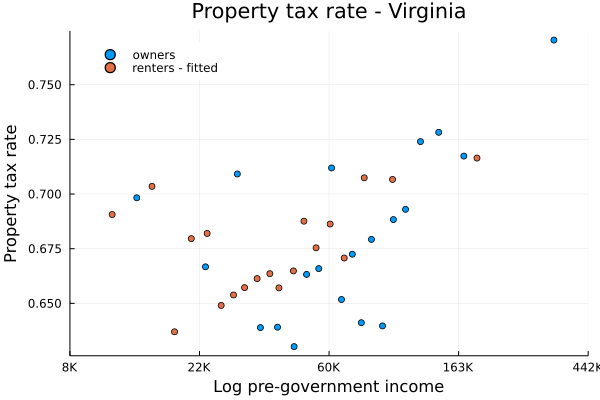 Property tax rate - Virginia
owners
renters - fitted
Property tax rate
0.750
0.725
0.700
0.675
0.650
8K 22K 60K 163K 442K
Log pre-government income